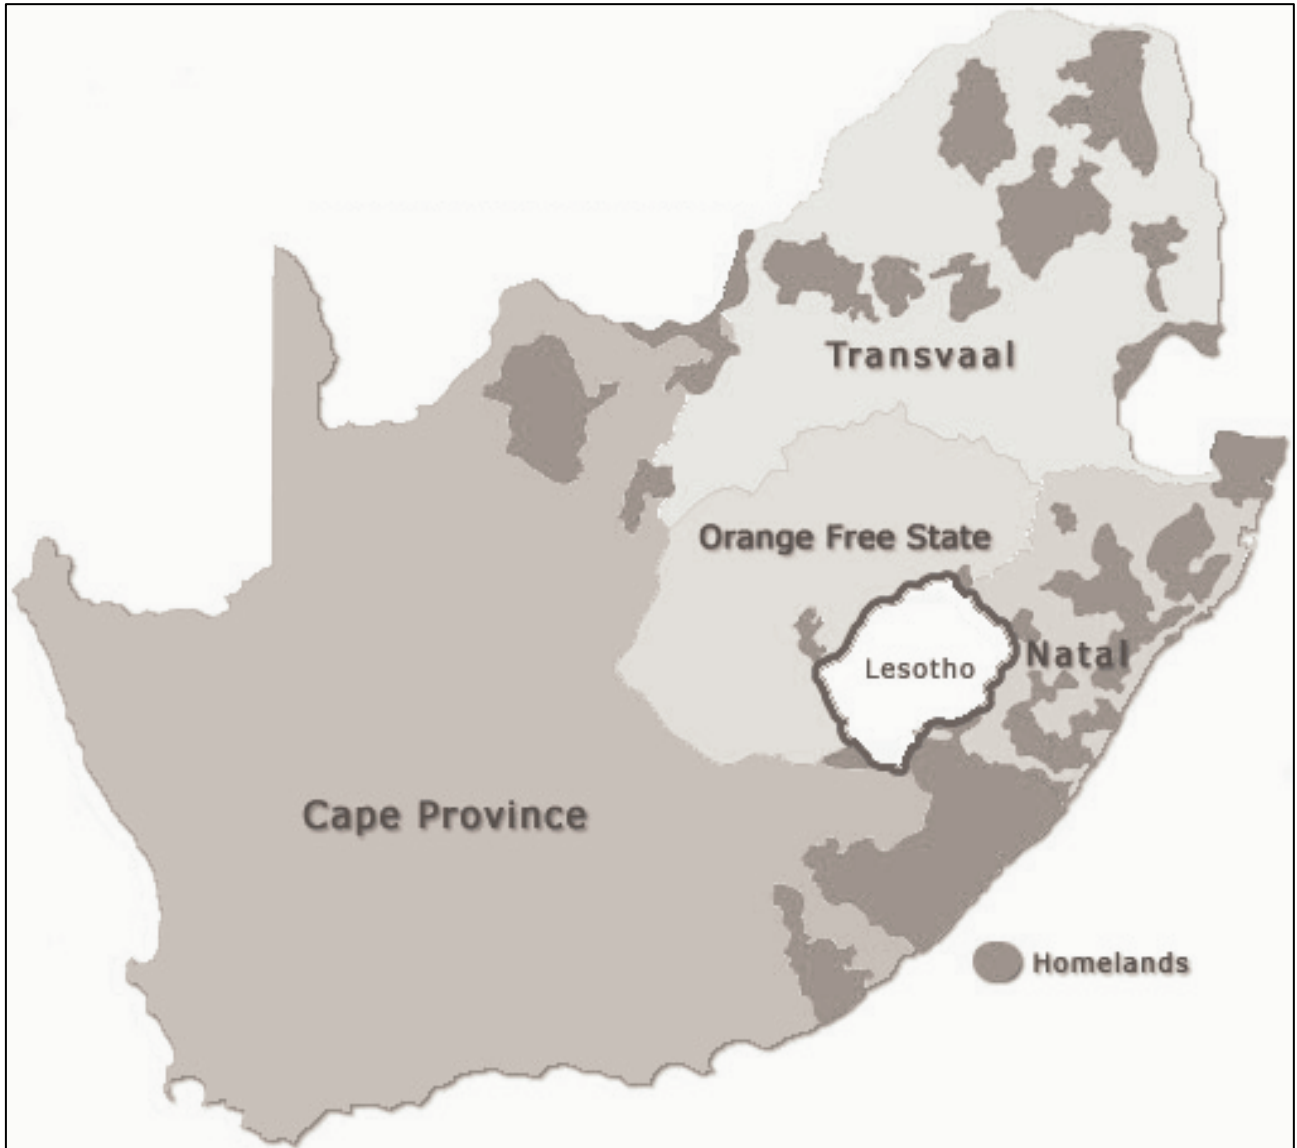 Transvaal
Orange Free State
Lesotho
Natal
Cape Province
Homelands